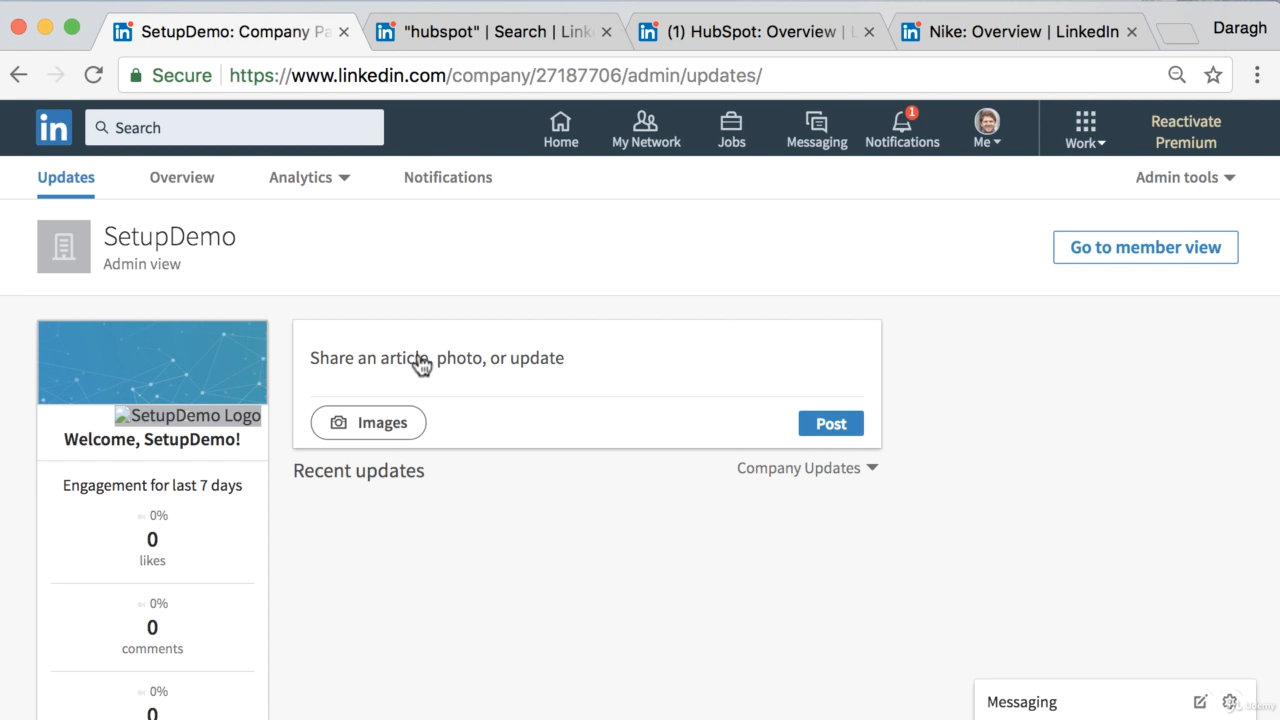 SetupDemo: Company Pa
"hubspot" | Search | Link
(1) HubSpot: Overview | L
Nike: Overview | LinkedIn
Daragh
Secure
https://www.linkedin.com/company/27187706/admin/updates/
in
Search
Home
My Network
Jobs
Messaging
1
Notifications
Me
Work
Reactivate
Premium
Updates
Overview
Analytics
Notifications
Admin tools
SetupDemo
Admin view
Go to member view
SetupDemo Logo
Welcome, SetupDemo!
Engagement for last 7 days
0%
0
likes
0%
0
comments
0%
0
Share an article, photo, or update
Images
Post
Recent updates
Company Updates
Messaging
Udemy